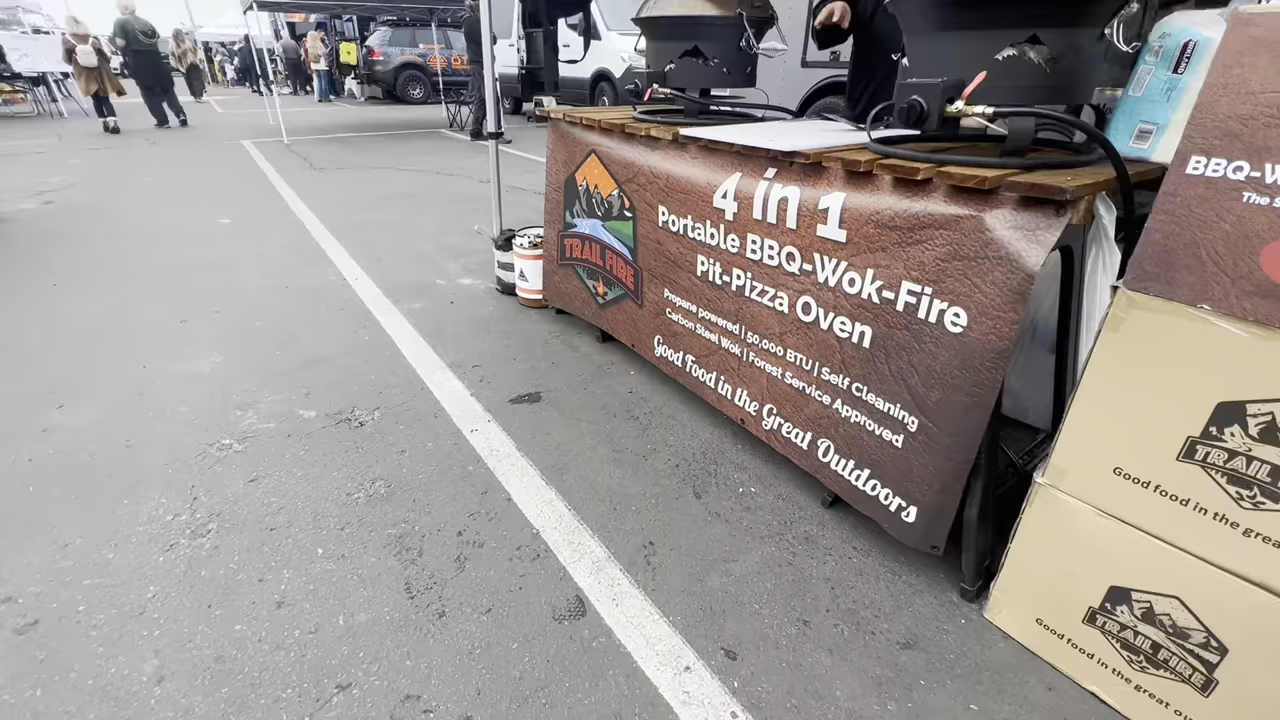 4 in 1
Portable BBQ-Wok-Fire
Pit-Pizza Oven
Propane powered | 50,000 BTU | Self Cleaning
Carbon Steel Wok | Forest Service Approved
Good Food in the Great Outdoors
TRAIL FIRE
KIRKLAND
BBQ-W
The S
TRAIL
Good food in the grea
TRAIL FIRE
Good food in the great ou